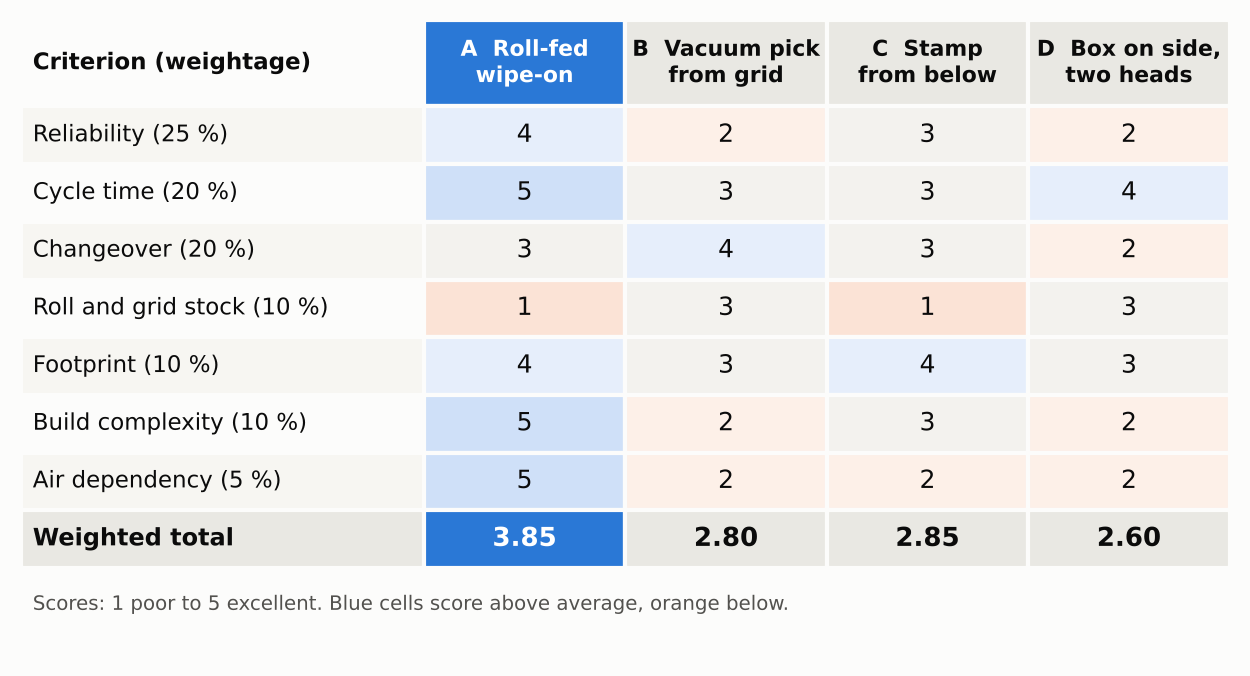 Criterion (weightage)
A Roll-fed
wipe-on
B Vacuum pick
from grid
C Stamp
from below
D Box on side,
two heads
Reliability (25 %) 4 2 3 2
Cycle time (20 %) 5 3 3 4
Changeover (20 %) 3 4 3 2
Roll and grid stock (10 %) 1 3 1 3
Footprint (10 %) 4 3 4 3
Build complexity (10 %) 5 2 3 2
Air dependency (5 %) 5 2 2 2
Weighted total 3.85 2.80 2.85 2.60
Scores: 1 poor to 5 excellent. Blue cells score above average, orange below.